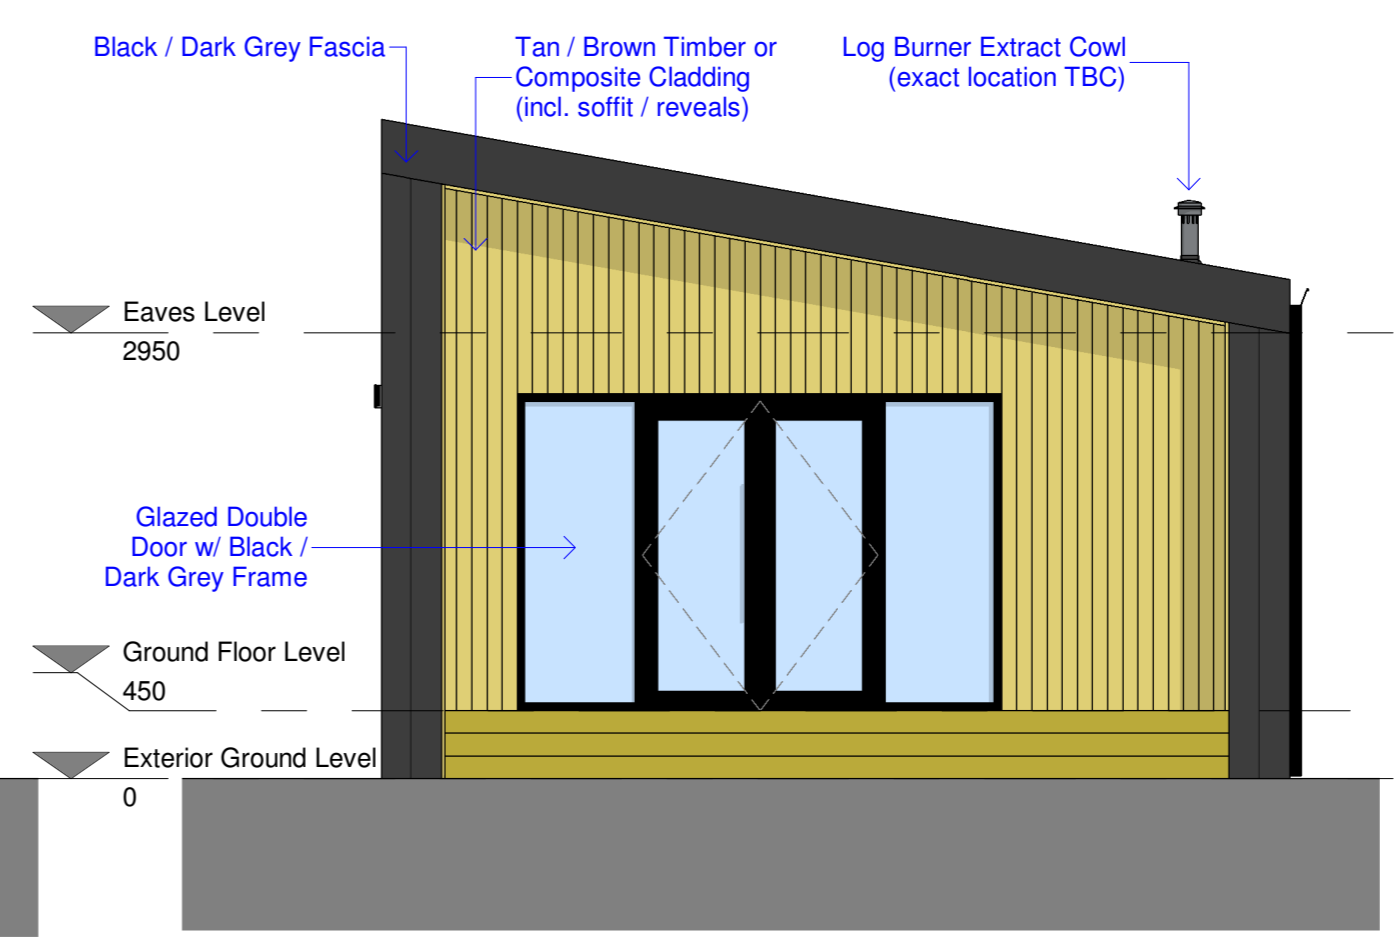 Black / Dark Grey Fascia
Tan / Brown Timber or
Composite Cladding
(incl. soffit / reveals)
Log Burner Extract Cowl
(exact location TBC)
Eaves Level
2950
Glazed Double
Door w/ Black /
Dark Grey Frame
Ground Floor Level
450
Exterior Ground Level
0